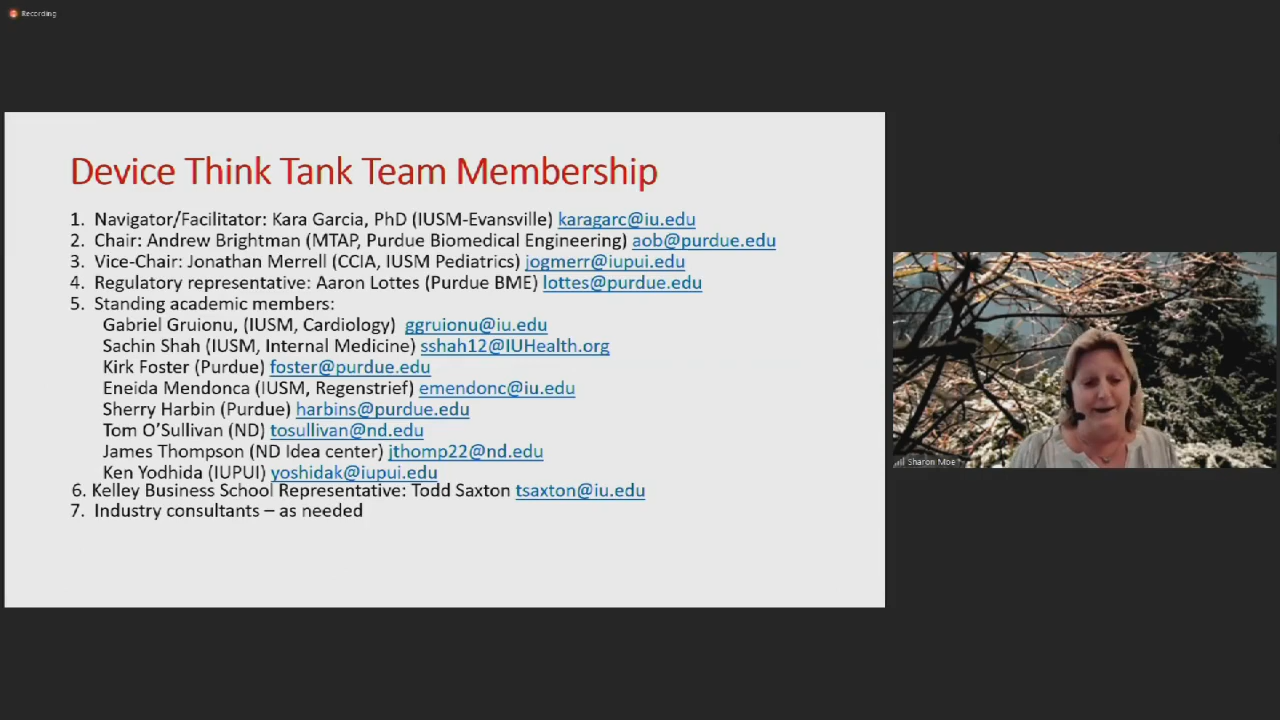 Recording
Device Think Tank Team Membership
1. Navigator/Facilitator: Kara Garcia, PhD (IUSM-Evansville) karagarc@iu.edu
2. Chair: Andrew Brightman (MTAP, Purdue Biomedical Engineering) aob@purdue.edu
3. Vice-Chair: Jonathan Merrell (CCIA, IUSM Pediatrics) jogmerr@iupui.edu
4. Regulatory representative: Aaron Lottes (Purdue BME) lottes@purdue.edu
5. Standing academic members:
Gabriel Gruionu, (IUSM, Cardiology) ggruionu@iu.edu
Sachin Shah (IUSM, Internal Medicine) sshah12@IUHealth.org
Kirk Foster (Purdue) foster@purdue.edu
Eneida Mendonca (IUSM, Regenstrief) emendonc@iu.edu
Sherry Harbin (Purdue) harbins@purdue.edu
Tom O’Sullivan (ND) tosullivan@nd.edu
James Thompson (ND Idea center) jthomp22@nd.edu
Ken Yodhida (IUPUI) yoshidak@iupui.edu
6. Kelley Business School Representative: Todd Saxton tsaxton@iu.edu
7. Industry consultants – as needed
Sharon Moe